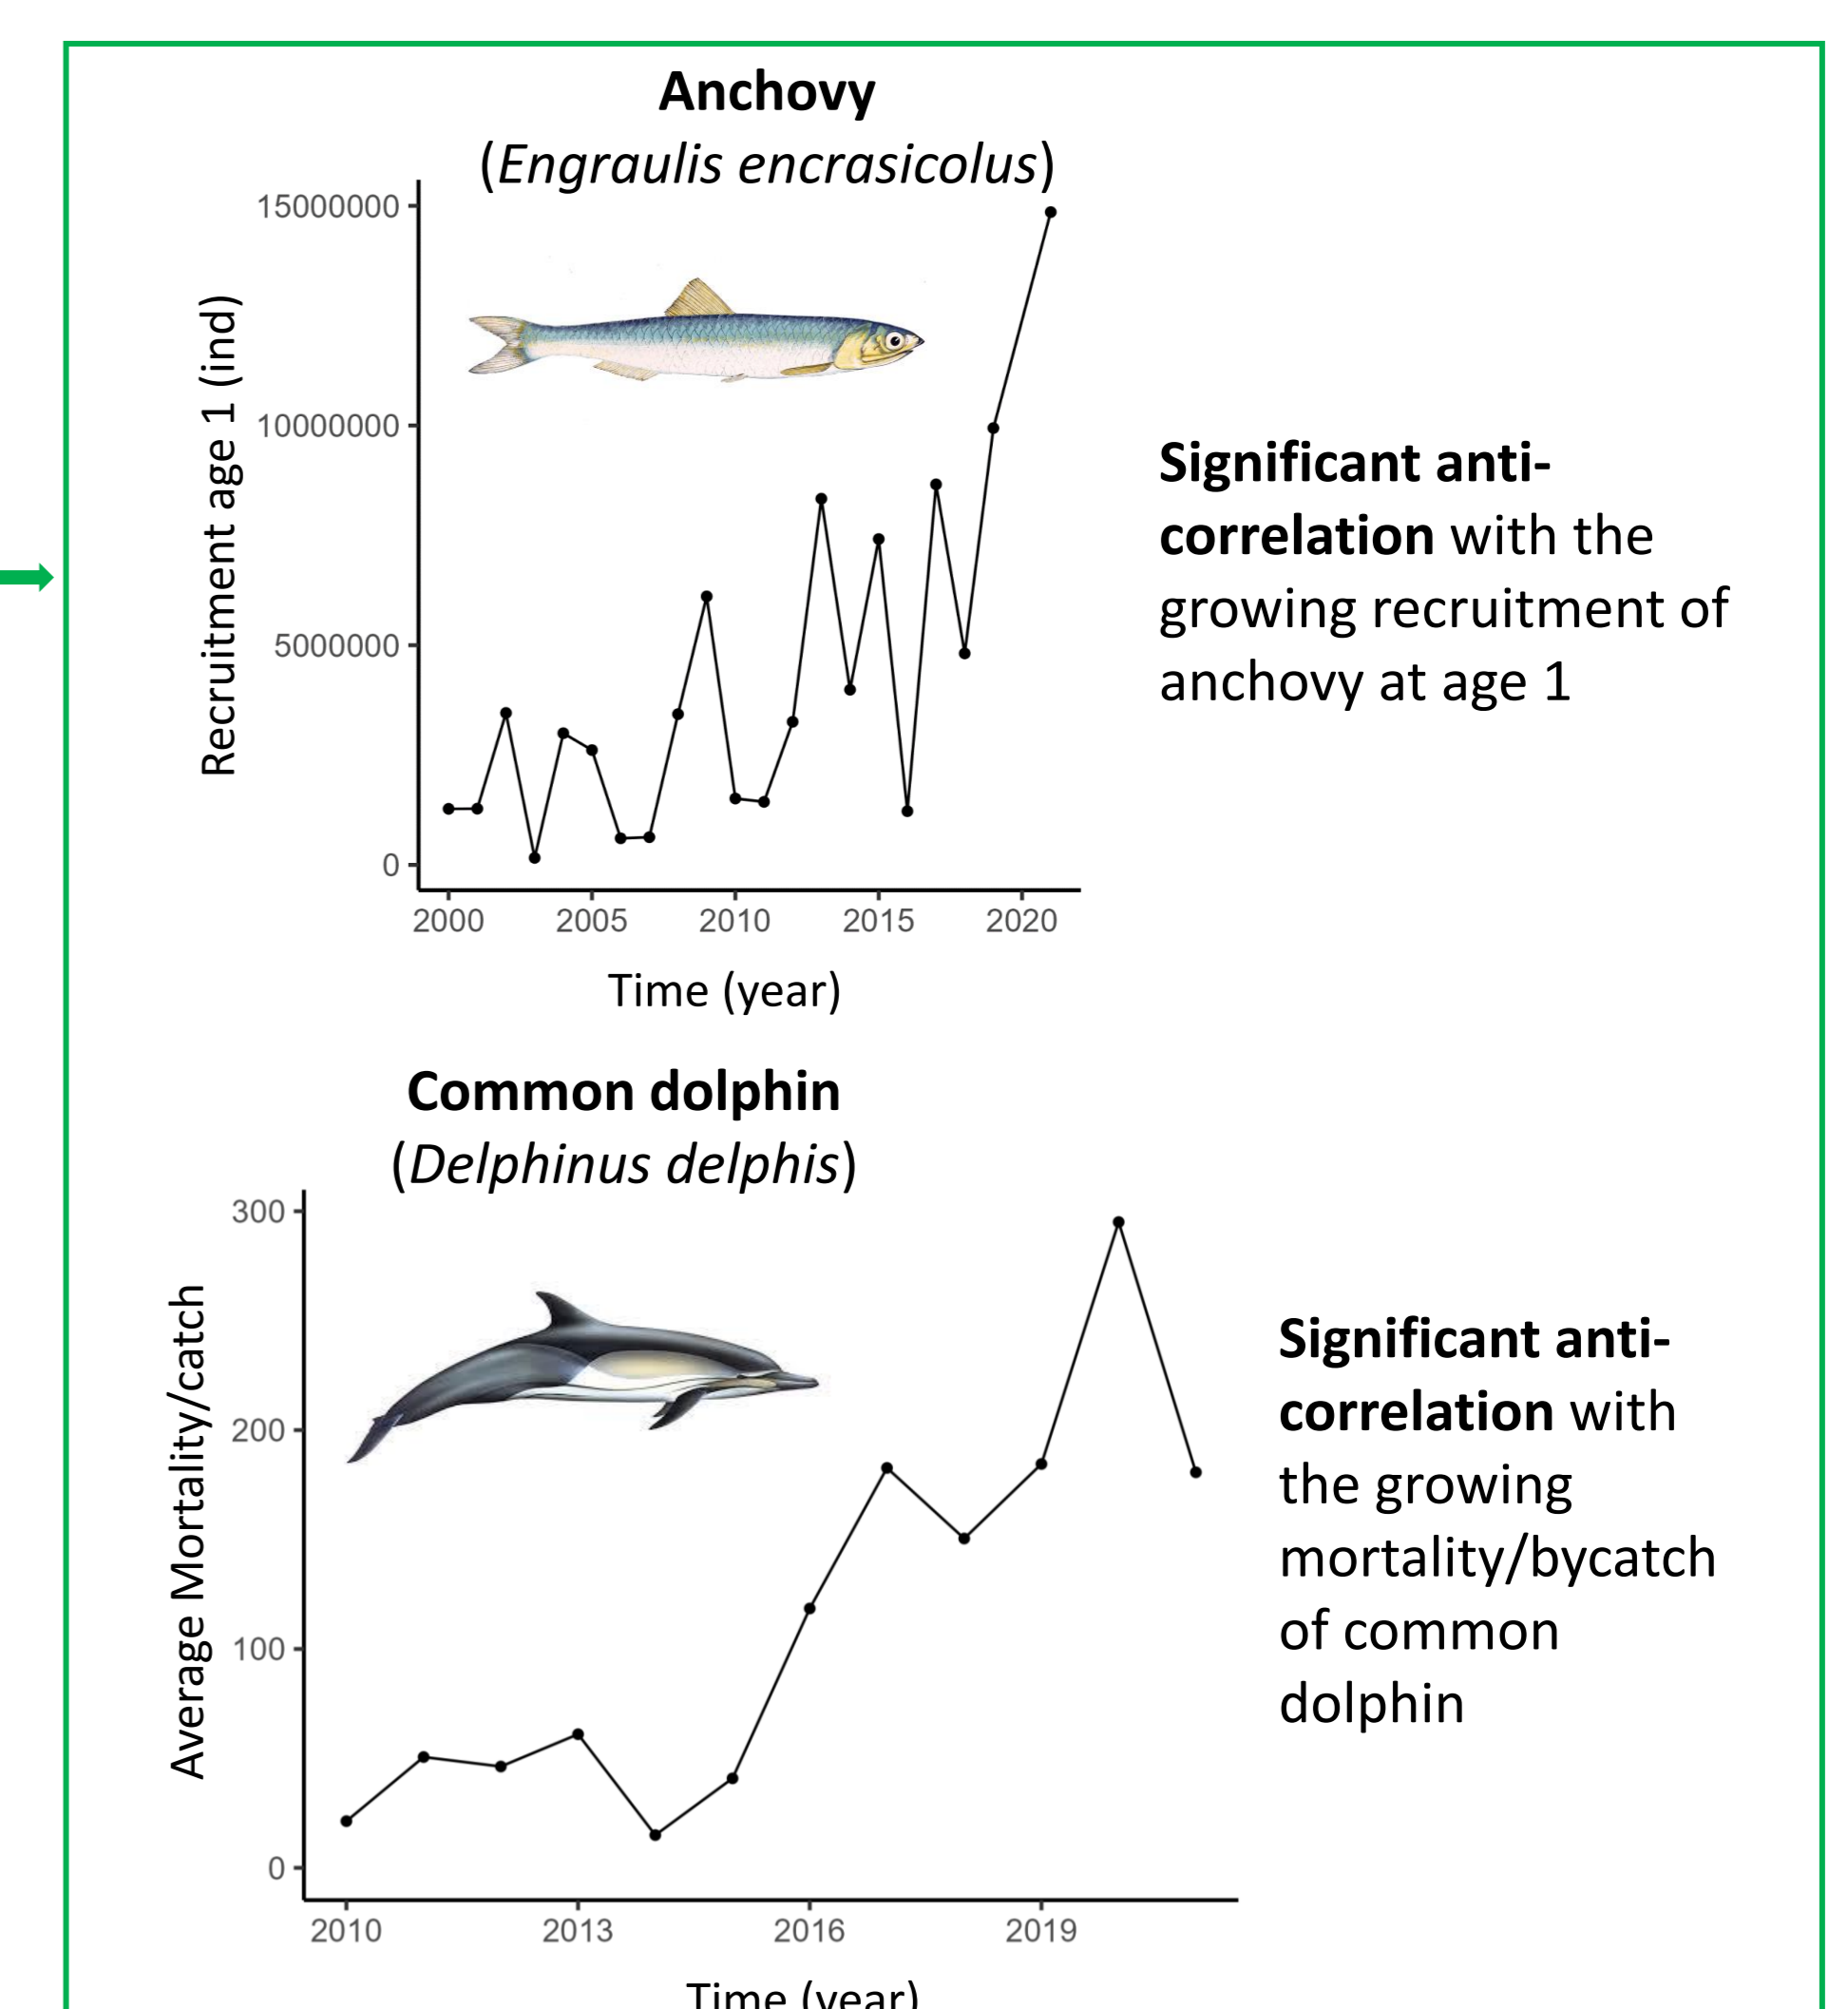 Anchovy
(Engraulis encrasicolus)
15000000
10000000
5000000
0
Recruitment age 1 (ind)
2000 2005 2010 2015 2020
Time (year)
Significant anti-
correlation with the
growing recruitment of
anchovy at age 1
Common dolphin
(Delphinus delphis)
300
200
100
0
Average Mortality/catch
2010 2013 2016 2019
Time (year)
Significant anti-
correlation with
the growing
mortality/bycatch
of common
dolphin